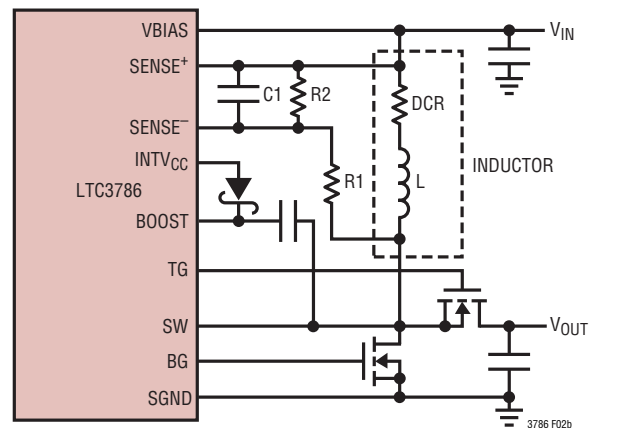 VBIAS
V_IN
SENSE⁺
C1
R2
DCR
SENSE⁻
INTV_CC
INDUCTOR
LTC3786
R1
L
BOOST
TG
SW
V_OUT
BG
SGND
3786 F02b